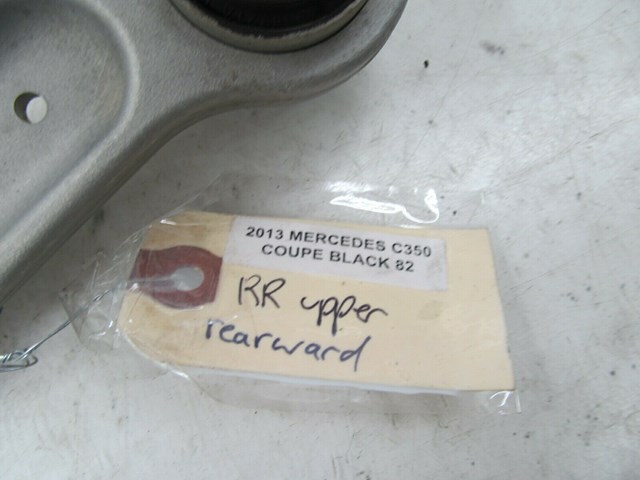 2013 MERCEDES C350
COUPE BLACK 82
RR upper
rearward